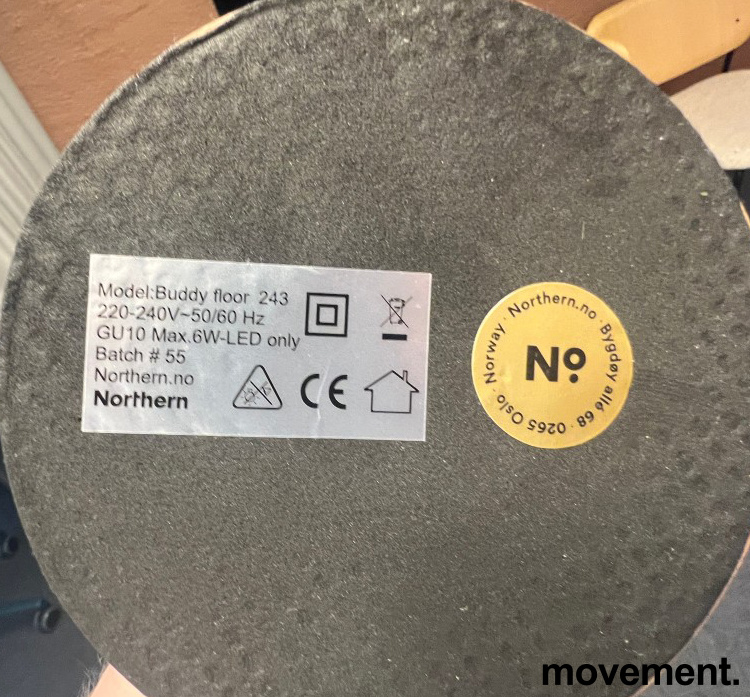 Model:Buddy floor 243
220-240V~50/60 Hz
GU10 Max.6W-LED only
Batch # 55
Northern.no
Northern
CE
Northern.no · Bygdøy allé 68 · 0265 Oslo · Norway ·
Nº
movement.